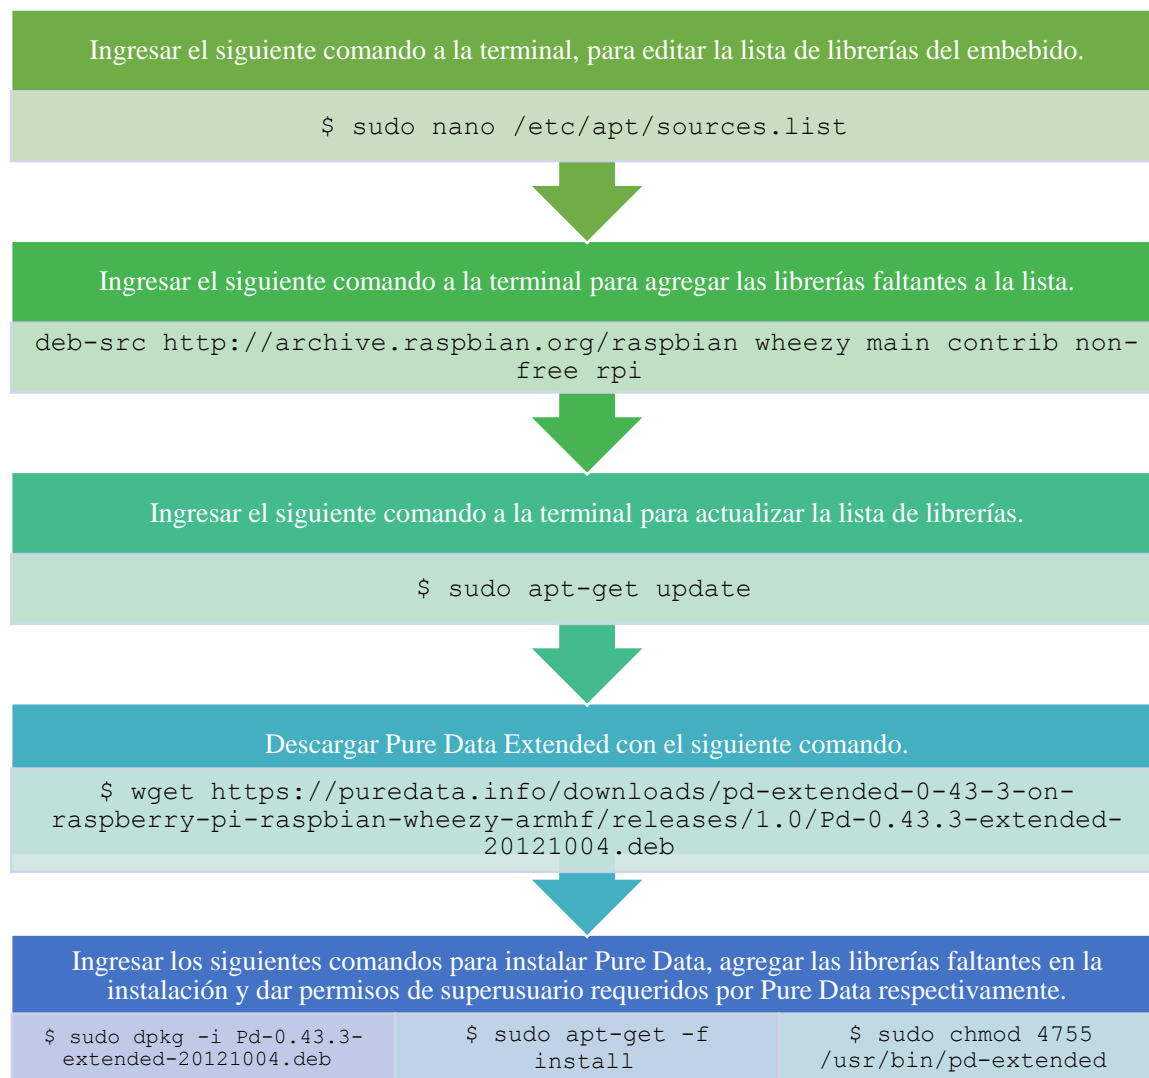 Ingresar el siguiente comando a la terminal, para editar la lista de librerías del embebido.
$ sudo nano /etc/apt/sources.list
Ingresar el siguiente comando a la terminal para agregar las librerías faltantes a la lista.
deb-src http://archive.raspbian.org/raspbian wheezy main contrib non-
free rpi
Ingresar el siguiente comando a la terminal para actualizar la lista de librerías.
$ sudo apt-get update
Descargar Pure Data Extended con el siguiente comando.
$ wget https://puredata.info/downloads/pd-extended-0-43-3-on-
raspberry-pi-raspbian-wheezy-armhf/releases/1.0/Pd-0.43.3-extended-
20121004.deb
Ingresar los siguientes comandos para instalar Pure Data, agregar las librerías faltantes en la
instalación y dar permisos de superusuario requeridos por Pure Data respectivamente.
$ sudo dpkg -i Pd-0.43.3-
extended-20121004.deb
$ sudo apt-get -f
install
$ sudo chmod 4755
/usr/bin/pd-extended